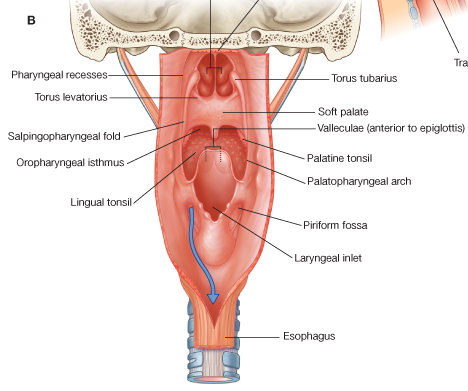 B
Pharyngeal recesses
Torus tubarius
Torus levatorius
Soft palate
Valleculae (anterior to epiglottis)
Salpingopharyngeal fold
Palatine tonsil
Oropharyngeal isthmus
Palatopharyngeal arch
Lingual tonsil
Piriform fossa
Laryngeal inlet
Esophagus
Tra